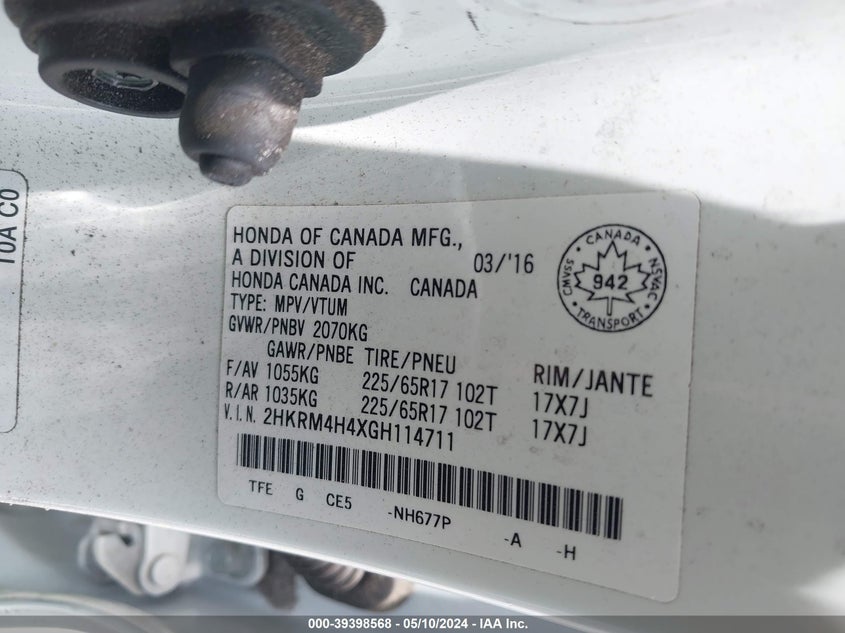 HONDA OF CANADA MFG.,
A DIVISION OF 03/'16
HONDA CANADA INC. CANADA
TYPE: MPV/VTUM
GVWR/PNBV 2070KG
GAWR/PNBE TIRE/PNEU RIM/JANTE
F/AV 1055KG 225/65R17 102T 17X7J
R/AR 1035KG 225/65R17 102T 17X7J
V.I.N. 2HKRM4H4XGH114711
TFE G CE5 -NH677P -A -H
CANADA
CMVSS 942 NSVAC
TRANSPORT
10A C0
000-39398568 - 05/10/2024 - IAA Inc.